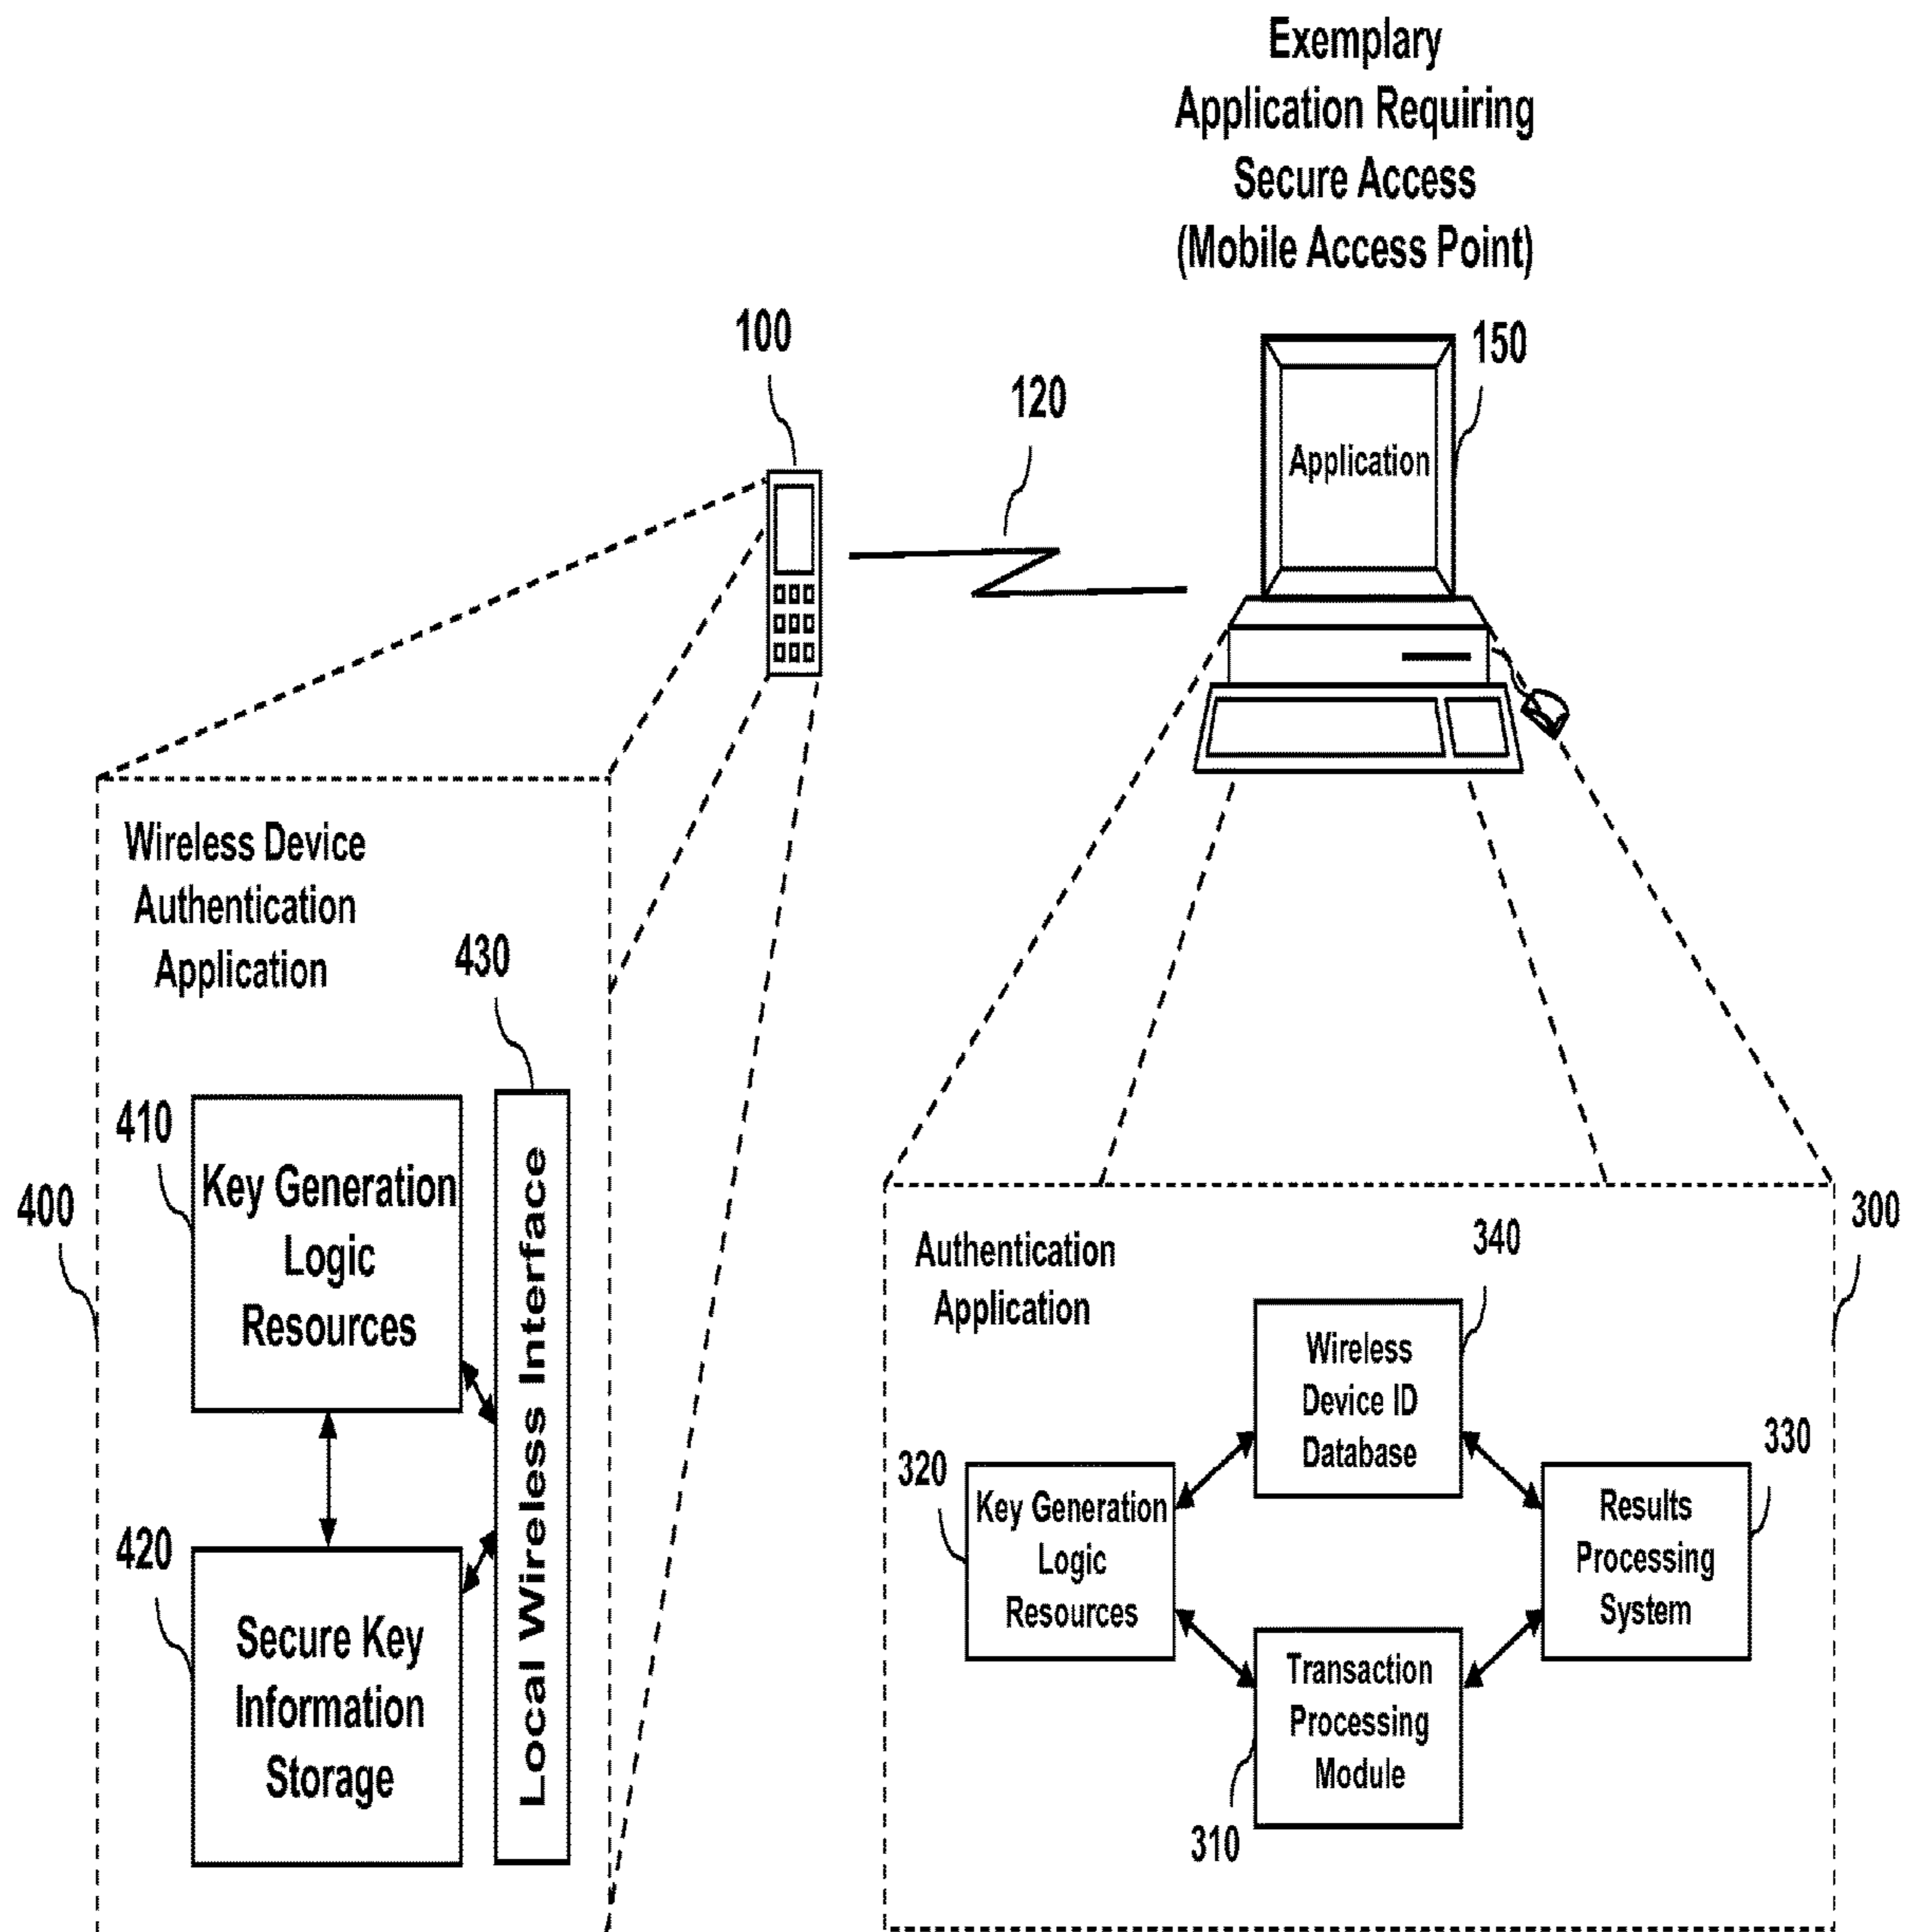 Exemplary
Application Requiring
Secure Access
(Mobile Access Point)
100
120
150
Application
Wireless Device
Authentication
Application
430
410
Key Generation
Logic
Resources
400
Local Wireless Interface
420
Secure Key
Information
Storage
300
Authentication
Application
340
Wireless
Device ID
Database
320
Key Generation
Logic
Resources
330
Results
Processing
System
Transaction
Processing
Module
310